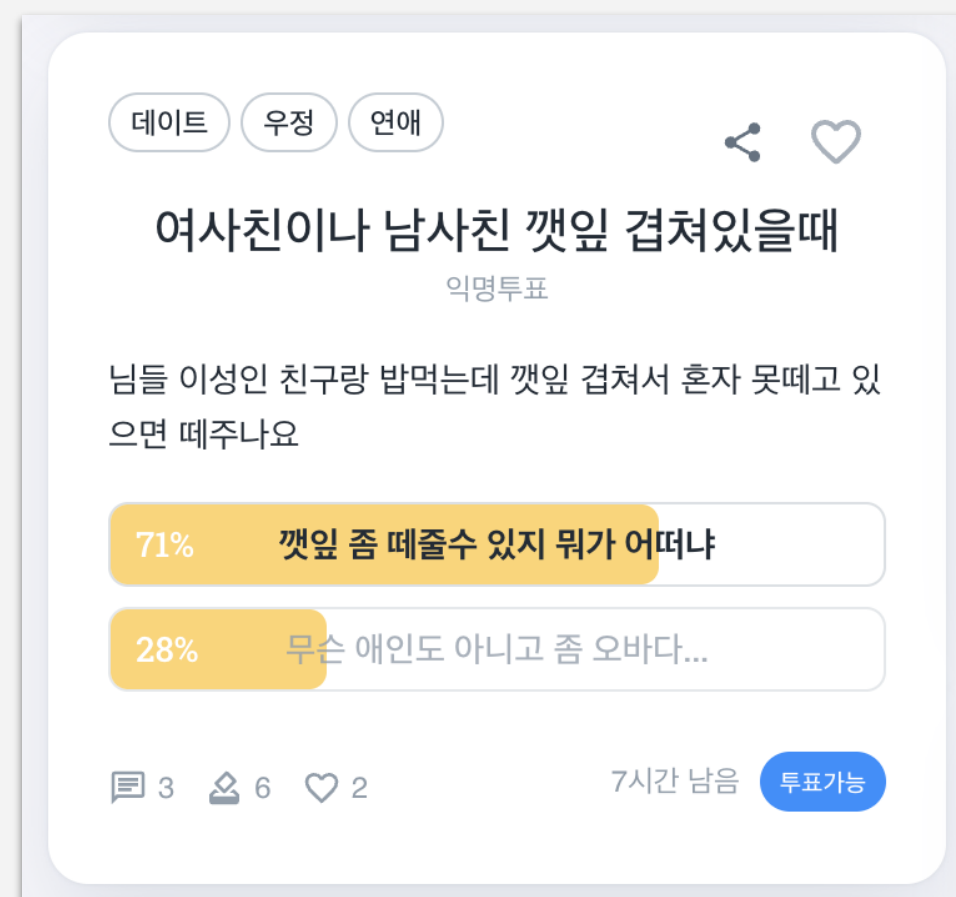 데이트 우정 연애
여사친이나 남사친 깻잎 겹쳐있을때
익명투표
님들 이성인 친구랑 밥먹는데 깻잎 겹쳐서 혼자 못떼고 있
으면 떼주나요
71% 깻잎 좀 떼줄수 있지 뭐가 어떠냐
28% 무슨 애인도 아니고 좀 오바다...
3 6 2 7시간 남음 투표가능